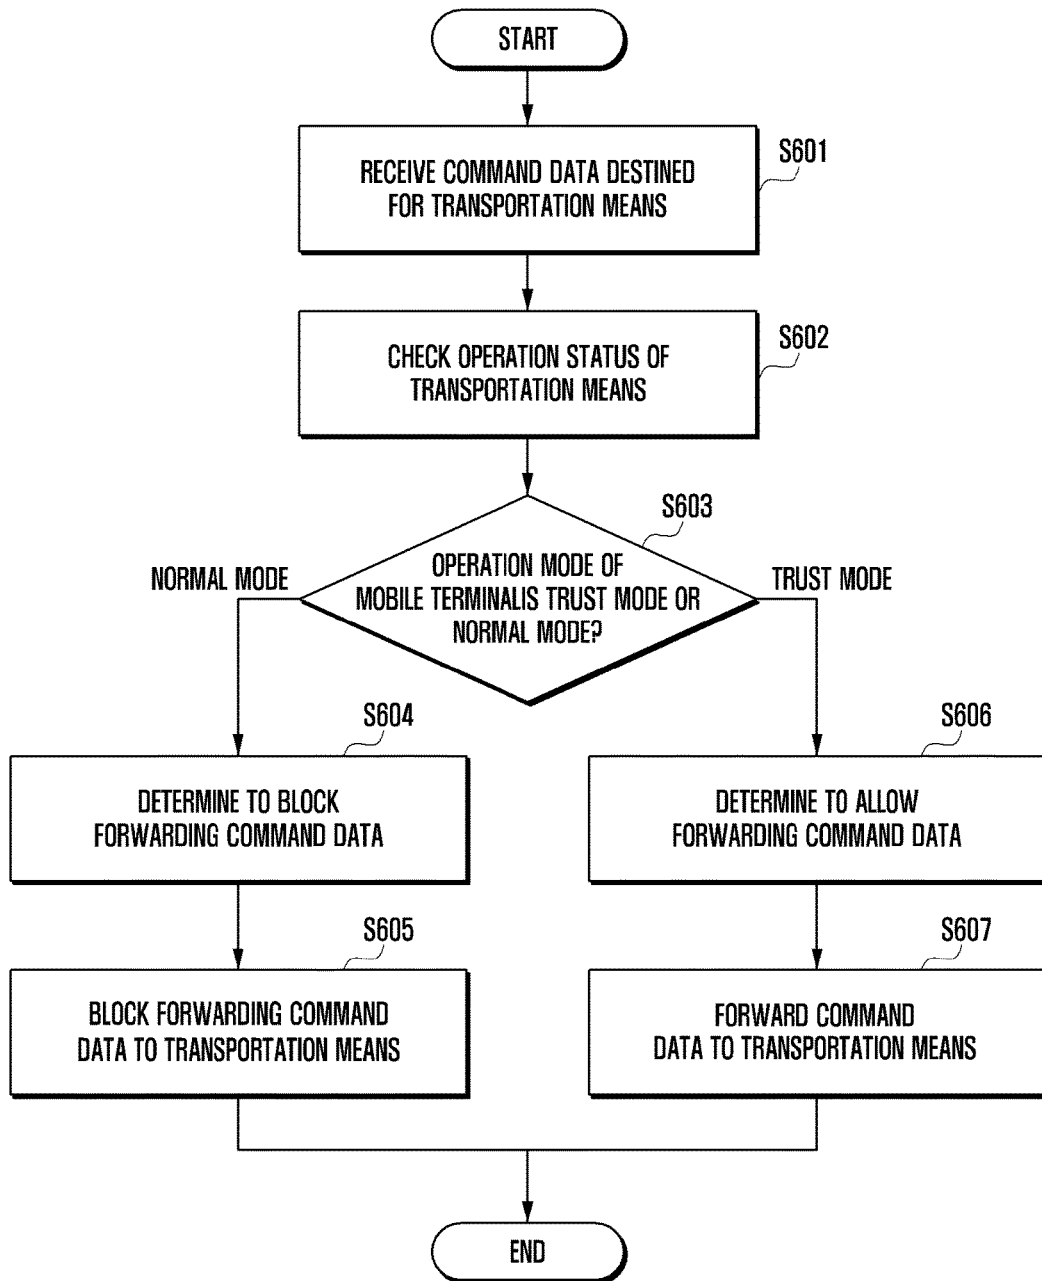 START
S601
RECEIVE COMMAND DATA DESTINED
FOR TRANSPORTATION MEANS
S602
CHECK OPERATION STATUS OF
TRANSPORTATION MEANS
S603
NORMAL MODE
OPERATION MODE OF
MOBILE TERMINALIS TRUST MODE OR
NORMAL MODE?
TRUST MODE
S604
DETERMINE TO BLOCK
FORWARDING COMMAND DATA
S606
DETERMINE TO ALLOW
FORWARDING COMMAND DATA
S605
BLOCK FORWARDING COMMAND
DATA TO TRANSPORTATION MEANS
S607
FORWARD COMMAND
DATA TO TRANSPORTATION MEANS
END